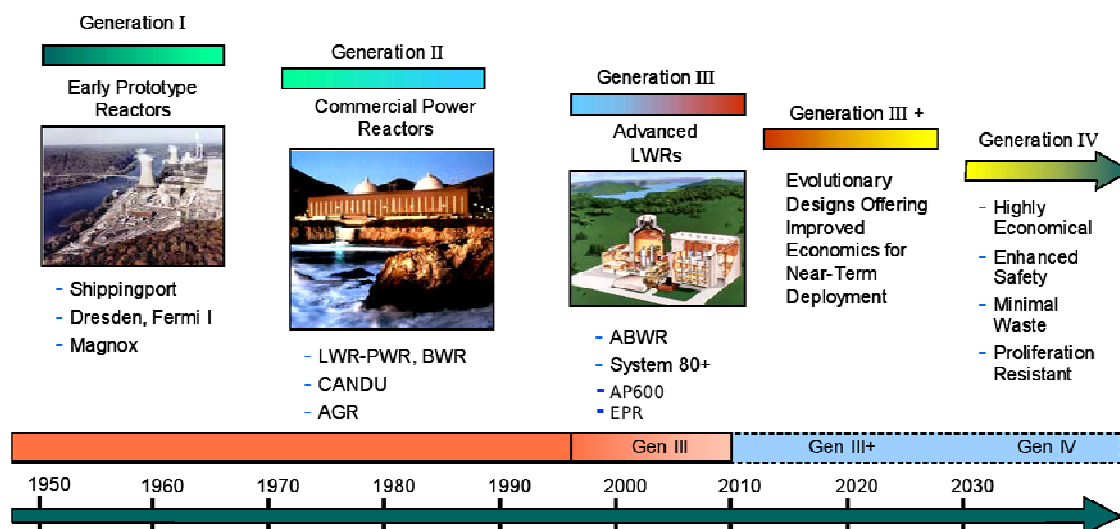 Generation I
Early Prototype
Reactors
- Shippingport
- Dresden, Fermi I
- Magnox
Generation II
Commercial Power
Reactors
- LWR-PWR, BWR
- CANDU
- AGR
Generation III
Advanced
LWRs
- ABWR
- System 80+
- AP600
- EPR
Generation III +
Evolutionary
Designs Offering
Improved
Economics for
Near-Term
Deployment
Generation IV
- Highly
Economical
- Enhanced
Safety
- Minimal
Waste
- Proliferation
Resistant
Gen III
Gen III+
Gen IV
1950
1960
1970
1980
1990
2000
2010
2020
2030